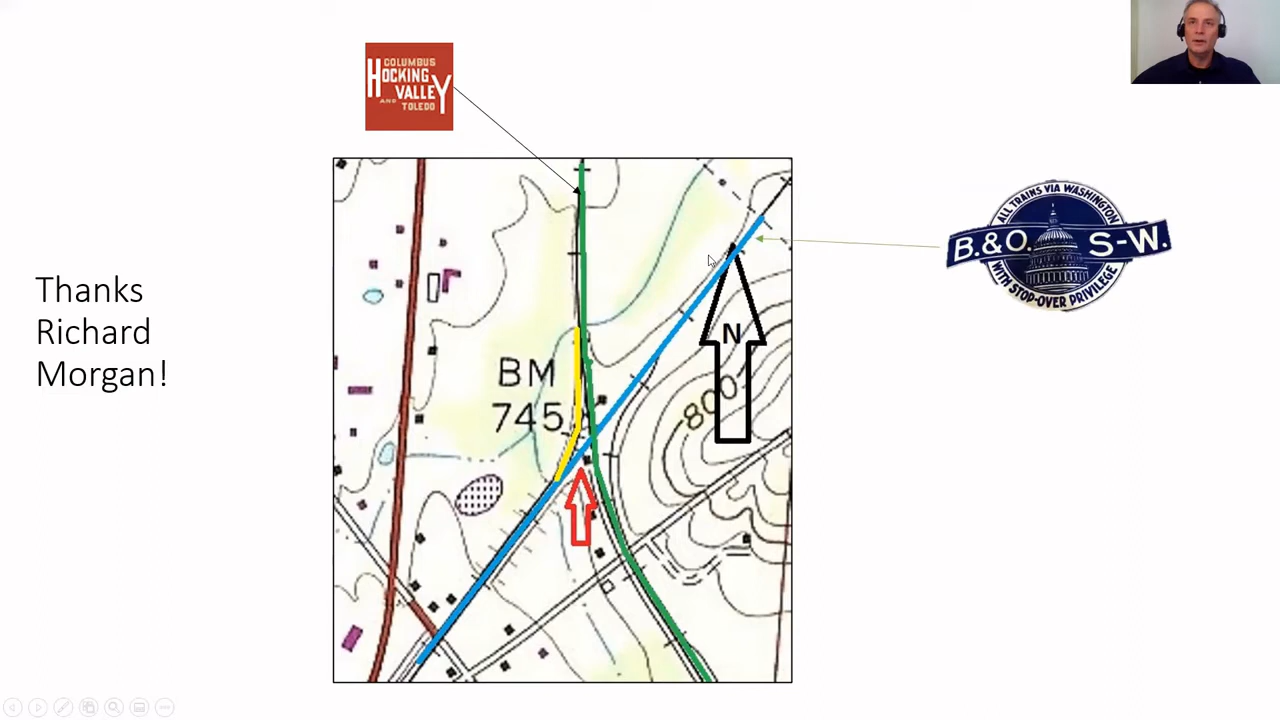 COLUMBUS
HOCKING
VALLEY
AND TOLEDO
ALL TRAINS VIA WASHINGTON
B.&O. S-W.
WITH STOP-OVER PRIVILEGE
Thanks
Richard
Morgan!
N
BM
745
800